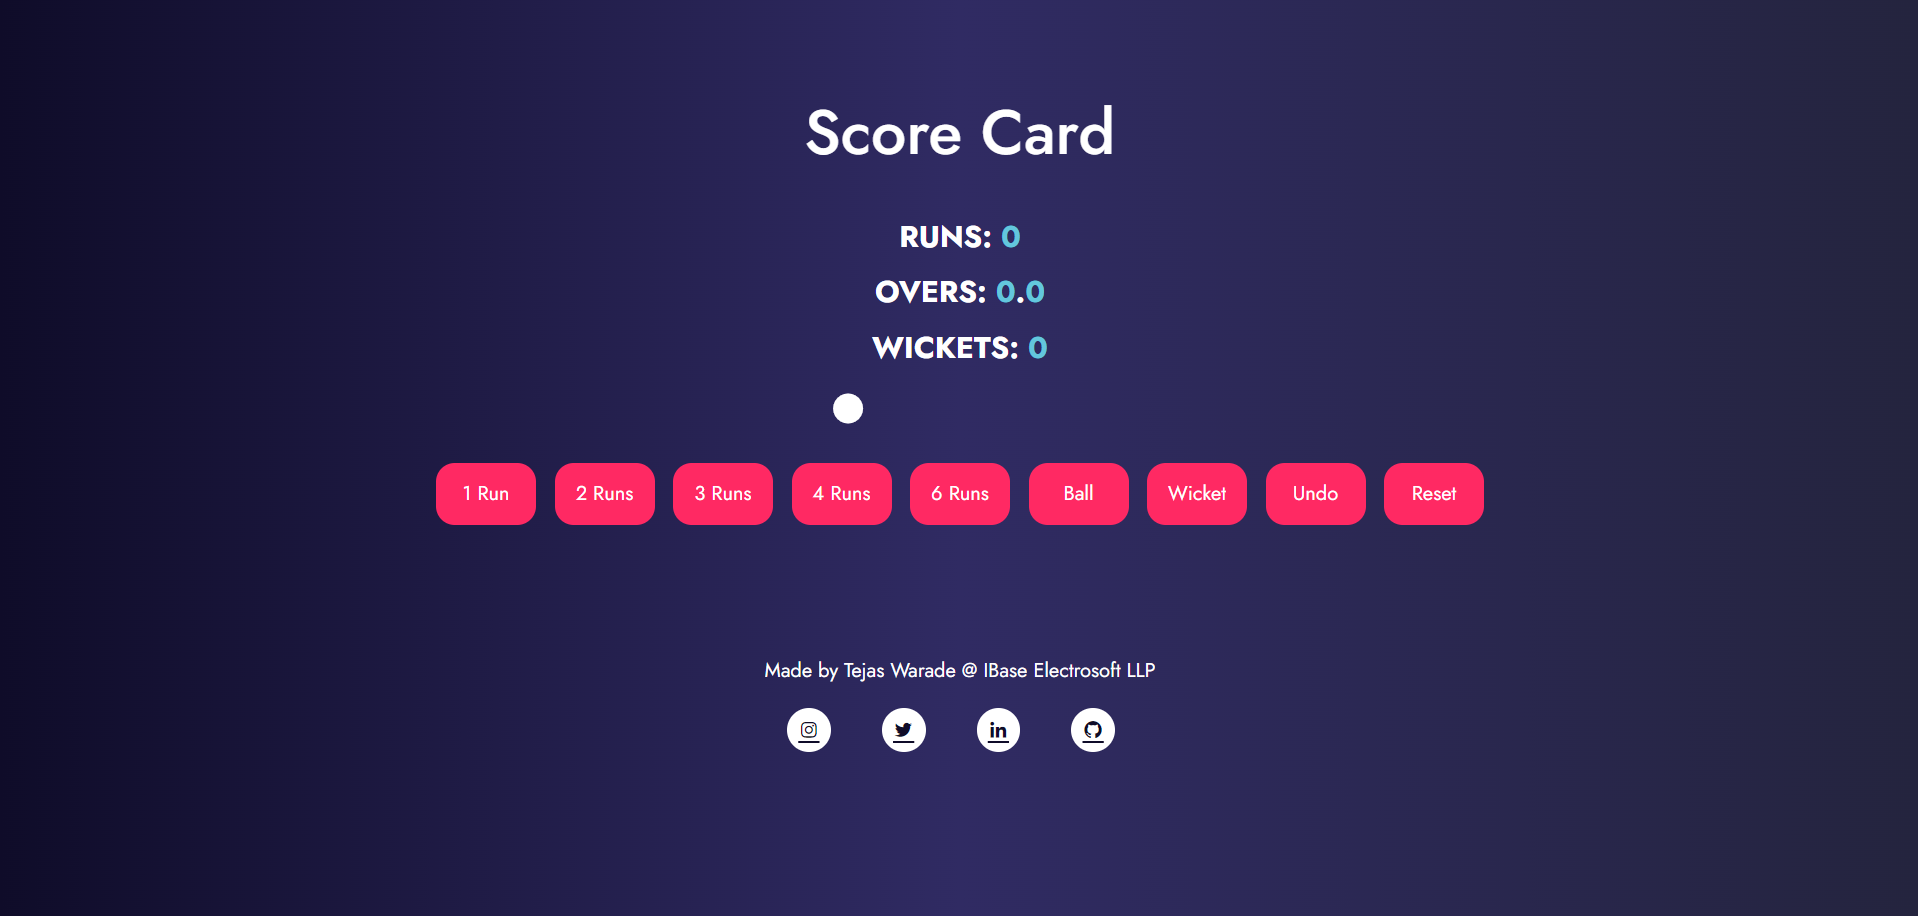 Score Card
RUNS: 0
OVERS: 0.0
WICKETS: 0
1 Run 2 Runs 3 Runs 4 Runs 6 Runs Ball Wicket Undo Reset
Made by Tejas Warade @ IBase Electrosoft LLP